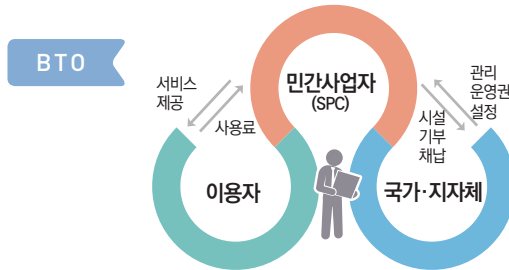 BTO
서비스
제공
사용료
민간사업자
(SPC)
관리
운영권
설정
시설
기부
채납
이용자
국가·지자체